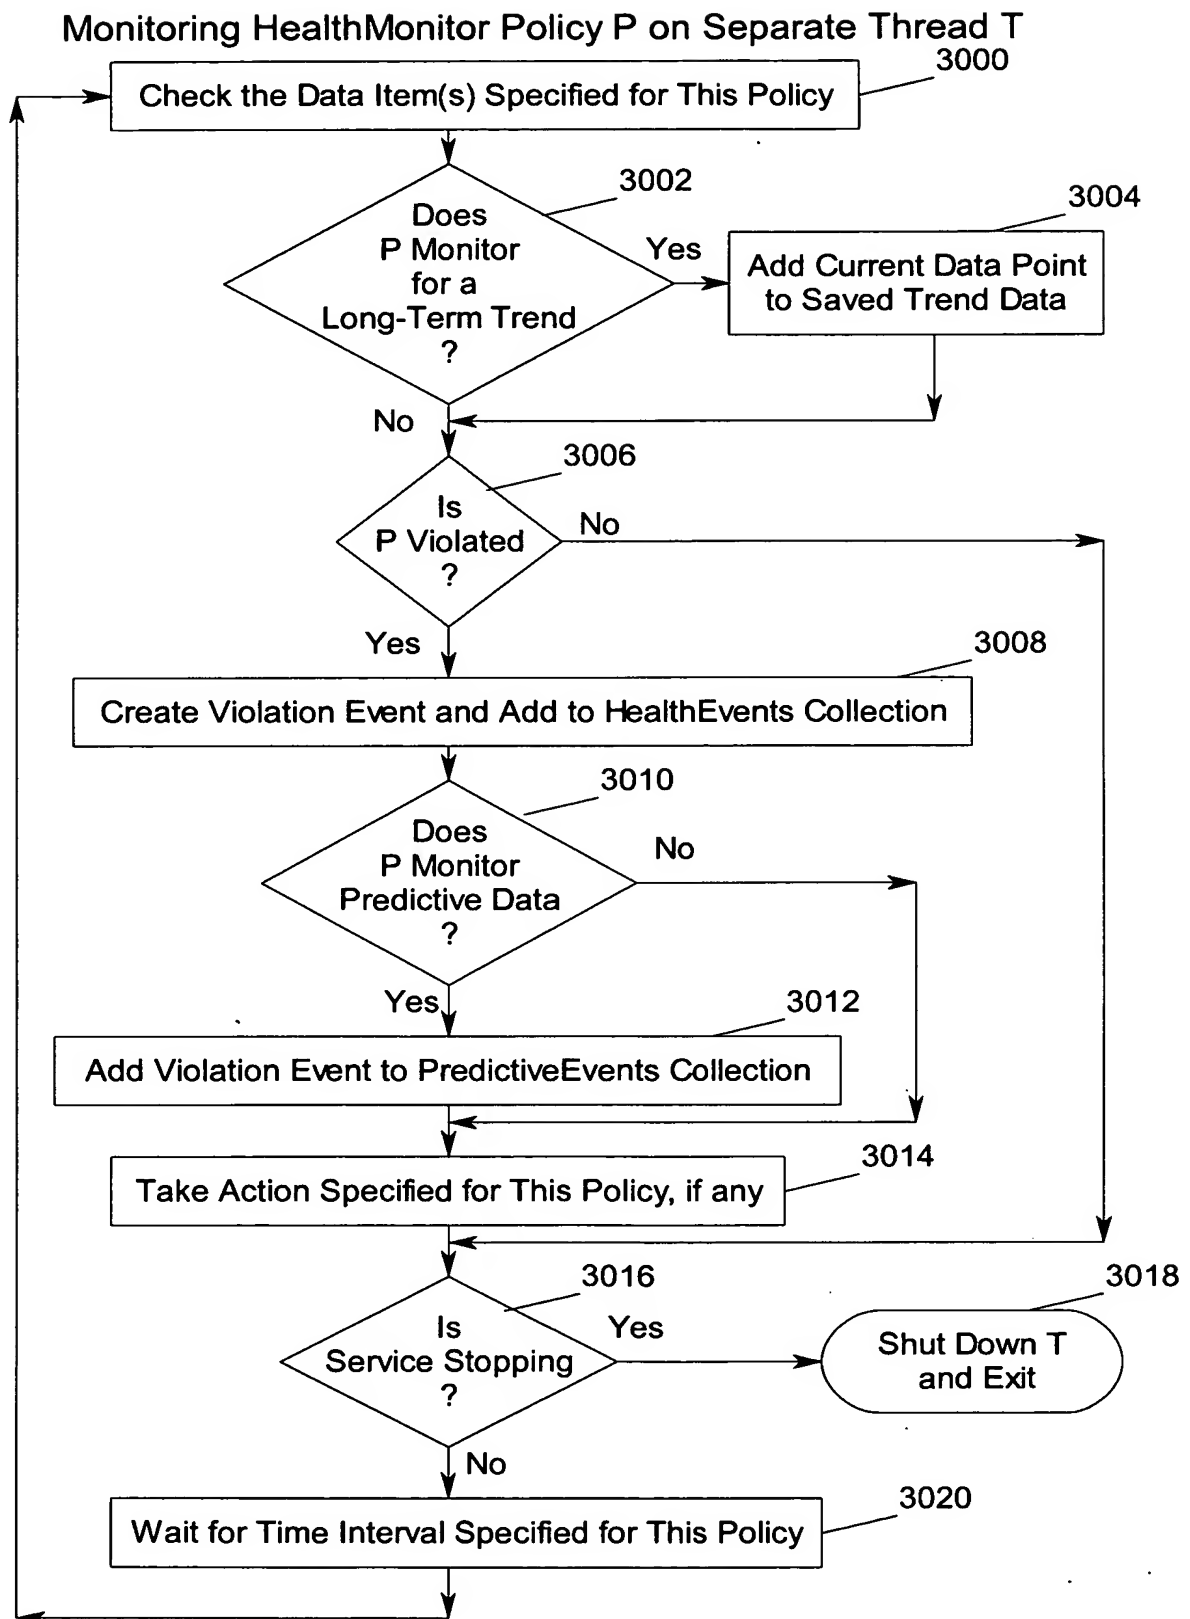 Monitoring HealthMonitor Policy P on Separate Thread T
3000
Check the Data Item(s) Specified for This Policy
3002
Does
P Monitor
for a
Long-Term Trend
?
Yes
3004
Add Current Data Point
to Saved Trend Data
No
3006
Is
P Violated
?
No
Yes
3008
Create Violation Event and Add to HealthEvents Collection
3010
Does
P Monitor
Predictive Data
?
No
Yes
3012
Add Violation Event to PredictiveEvents Collection
3014
Take Action Specified for This Policy, if any
3016
Is
Service Stopping
?
Yes
3018
Shut Down T
and Exit
No
3020
Wait for Time Interval Specified for This Policy